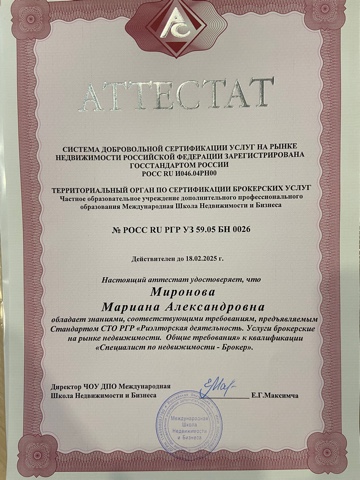 АС
АТТЕСТАТ
СИСТЕМА ДОБРОВОЛЬНОЙ СЕРТИФИКАЦИИ УСЛУГ НА РЫНКЕ
НЕДВИЖИМОСТИ РОССИЙСКОЙ ФЕДЕРАЦИИ ЗАРЕГИСТРИРОВАНА
ГОССТАНДАРТОМ РОССИИ
РОСС RU И046.04РН00
ТЕРРИТОРИАЛЬНЫЙ ОРГАН ПО СЕРТИФИКАЦИИ БРОКЕРСКИХ УСЛУГ
Частное образовательное учреждение дополнительного профессионального
образования Международная Школа Недвижимости и Бизнеса
№ РОСС RU РГР УЗ 59.05 БН 0026
Действителен до 18.02.2025 г.
Настоящий аттестат удостоверяет, что
Миронова
Мариана Александровна
обладает знаниями, соответствующими требованиям, предъявляемым
Стандартом СТО РГР «Риэлторская деятельность. Услуги брокерские
на рынке недвижимости. Общие требования» к квалификации
«Специалист по недвижимости - Брокер».
Директор ЧОУ ДПО Международная
Школа Недвижимости и Бизнеса
Е.Г.Максимча
Международная
Школа
Недвижимости
и Бизнеса